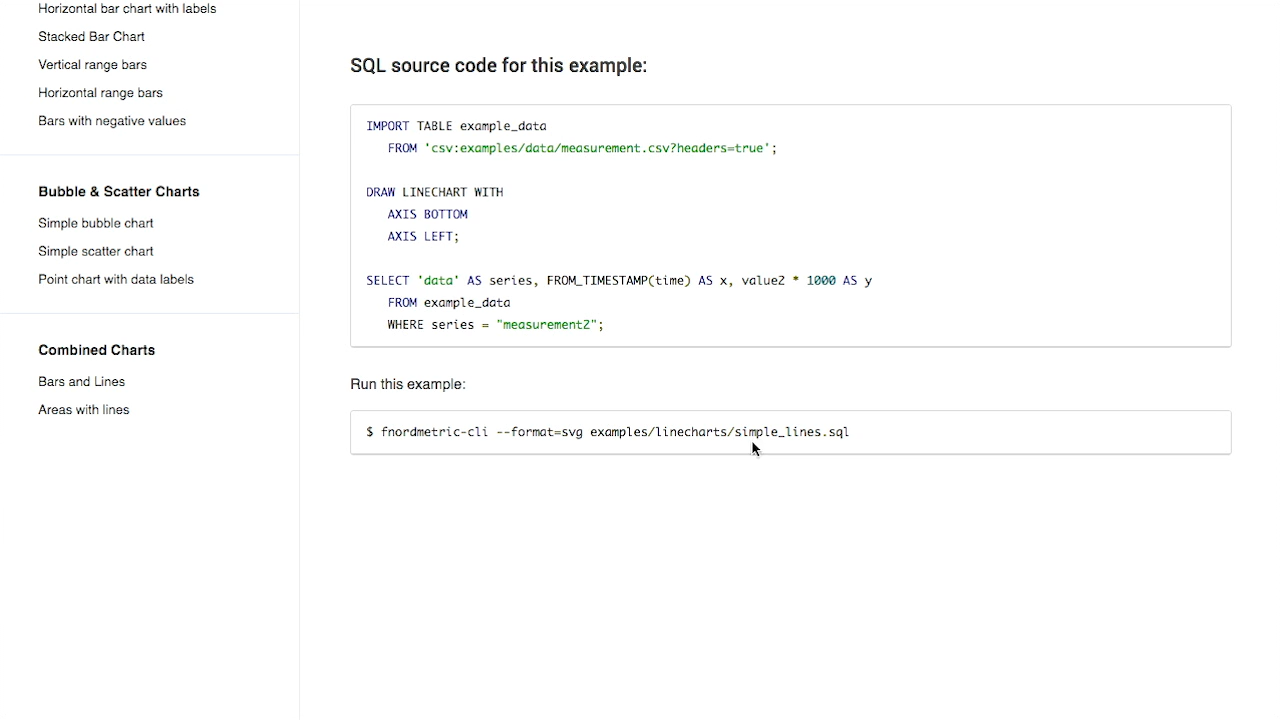 Horizontal bar chart with labels
Stacked Bar Chart
Vertical range bars
Horizontal range bars
Bars with negative values
Bubble & Scatter Charts
Simple bubble chart
Simple scatter chart
Point chart with data labels
Combined Charts
Bars and Lines
Areas with lines
SQL source code for this example:
IMPORT TABLE example_data
FROM 'csv:examples/data/measurement.csv?headers=true';
DRAW LINECHART WITH
AXIS BOTTOM
AXIS LEFT;
SELECT 'data' AS series, FROM_TIMESTAMP(time) AS x, value2 * 1000 AS y
FROM example_data
WHERE series = "measurement2";
Run this example:
$ fnordmetric-cli --format=svg examples/linecharts/simple_lines.sql